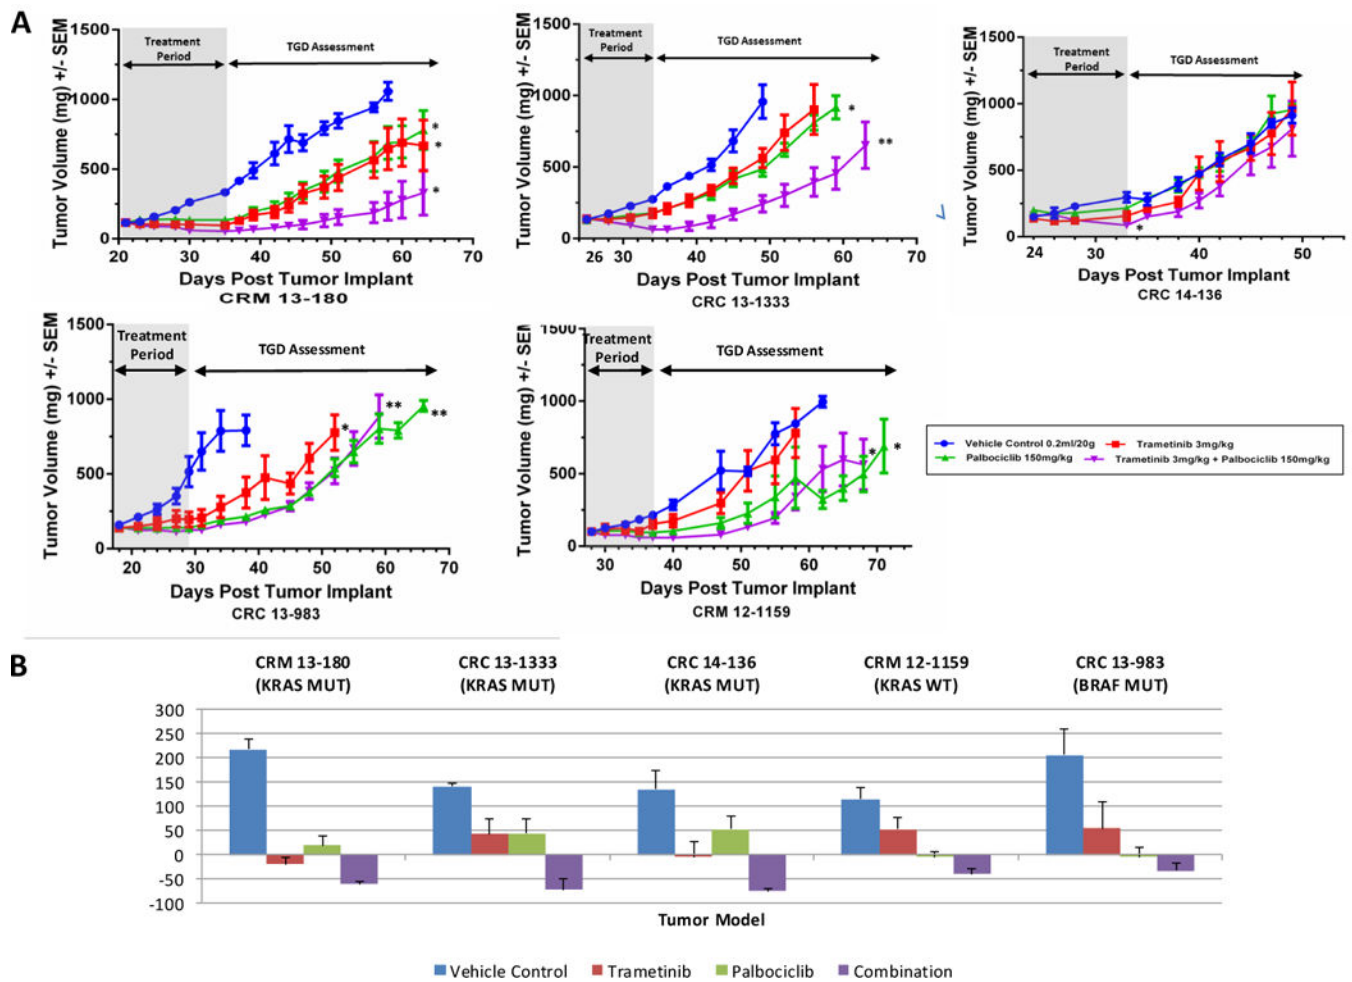 A
Tumor Volume (mg) +/- SEM
1500
1000
500
0
Treatment
Period
TGD Assessment
*
*
*
20 30 40 50 60 70
Days Post Tumor Implant
CRM 13-180
Tumor Volume (mg) +/- SEM
1500
1000
500
0
Treatment
Period
TGD Assessment
*
**
25 26 30 40 50 60 70
Days Post Tumor Implant
CRC 13-1333
Tumor Volume (mg) +/- SEM
1500
1000
500
0
Treatment
Period
TGD Assessment
*
24 30 40 50
Days Post Tumor Implant
CRC 14-136
Tumor Volume (mg) +/- SEM
1500
1000
500
0
Treatment
Period
TGD Assessment
*
**
**
20 30 40 50 60 70
Days Post Tumor Implant
CRC 13-983
Tumor Volume (mg) +/- SEM
1500
1000
500
0
Treatment
Period
TGD Assessment
*
*
30 40 50 60 70
Days Post Tumor Implant
CRM 12-1159
Vehicle Control 0.2ml/20g Trametinib 3mg/kg
Palbociclib 150mg/kg Trametinib 3mg/kg + Palbociclib 150mg/kg
B
CRM 13-180 CRC 13-1333 CRC 14-136 CRM 12-1159 CRC 13-983
(KRAS MUT) (KRAS MUT) (KRAS MUT) (KRAS WT) (BRAF MUT)
300
250
200
150
100
50
0
-50
-100
Tumor Model
Vehicle Control Trametinib Palbociclib Combination